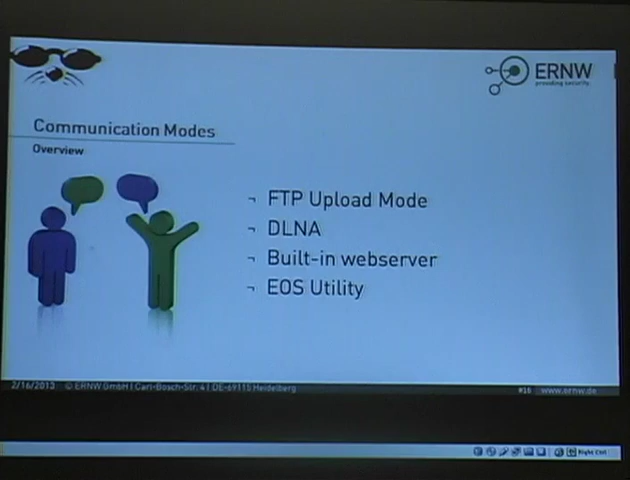 ERNW
providing security.
Communication Modes
Overview
¬ FTP Upload Mode
¬ DLNA
¬ Built-in webserver
¬ EOS Utility
2/16/2013 © ERNW GmbH | Carl-Bosch-Str. 4 | DE-69115 Heidelberg #16 www.ernw.de
Right Ctrl